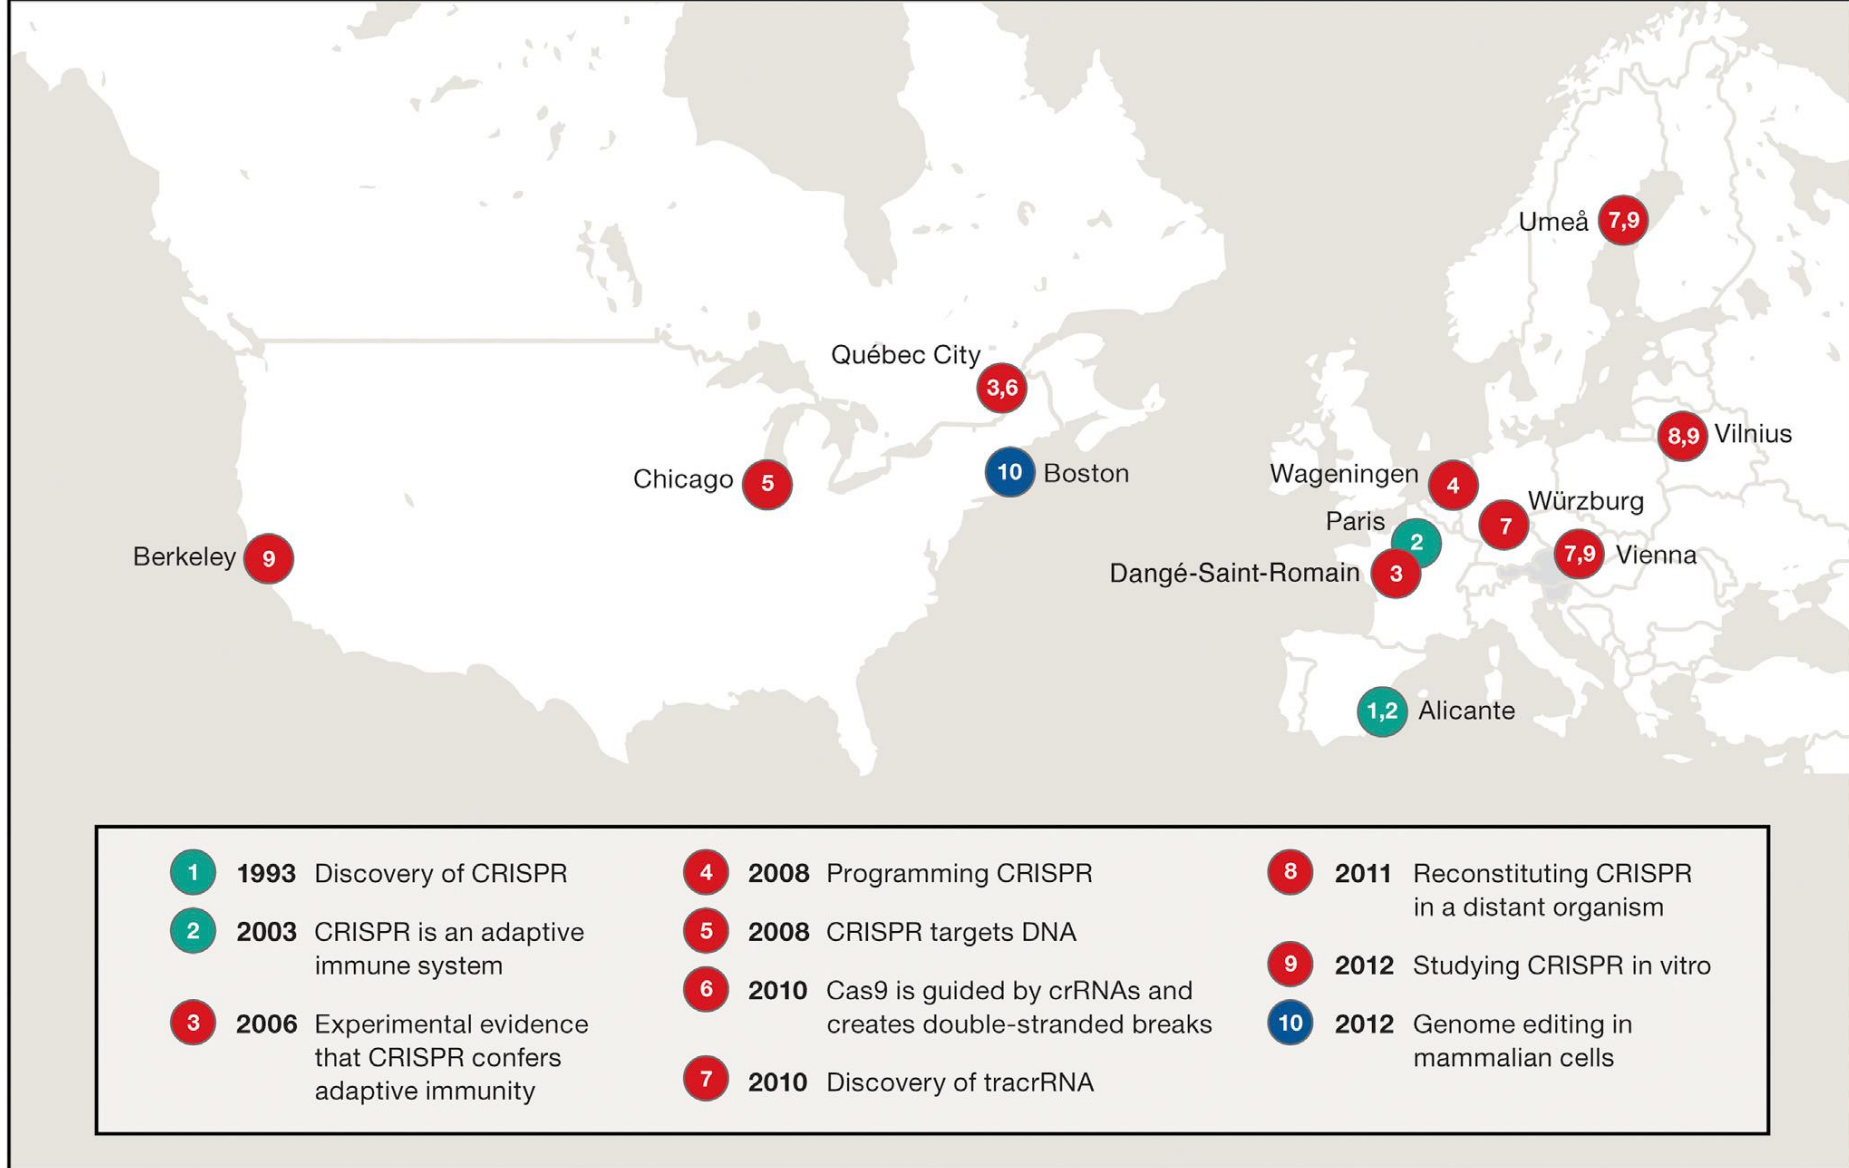 Umeå 7,9
Québec City
3,6
8,9 Vilnius
Chicago 5
10 Boston
Wageningen 4
Würzburg
7
Paris
2
Berkeley 9
7,9 Vienna
Dangé-Saint-Romain 3
1,2 Alicante
1 1993 Discovery of CRISPR
2 2003 CRISPR is an adaptive
immune system
3 2006 Experimental evidence
that CRISPR confers
adaptive immunity
4 2008 Programming CRISPR
5 2008 CRISPR targets DNA
6 2010 Cas9 is guided by crRNAs and
creates double-stranded breaks
7 2010 Discovery of tracrRNA
8 2011 Reconstituting CRISPR
in a distant organism
9 2012 Studying CRISPR in vitro
10 2012 Genome editing in
mammalian cells